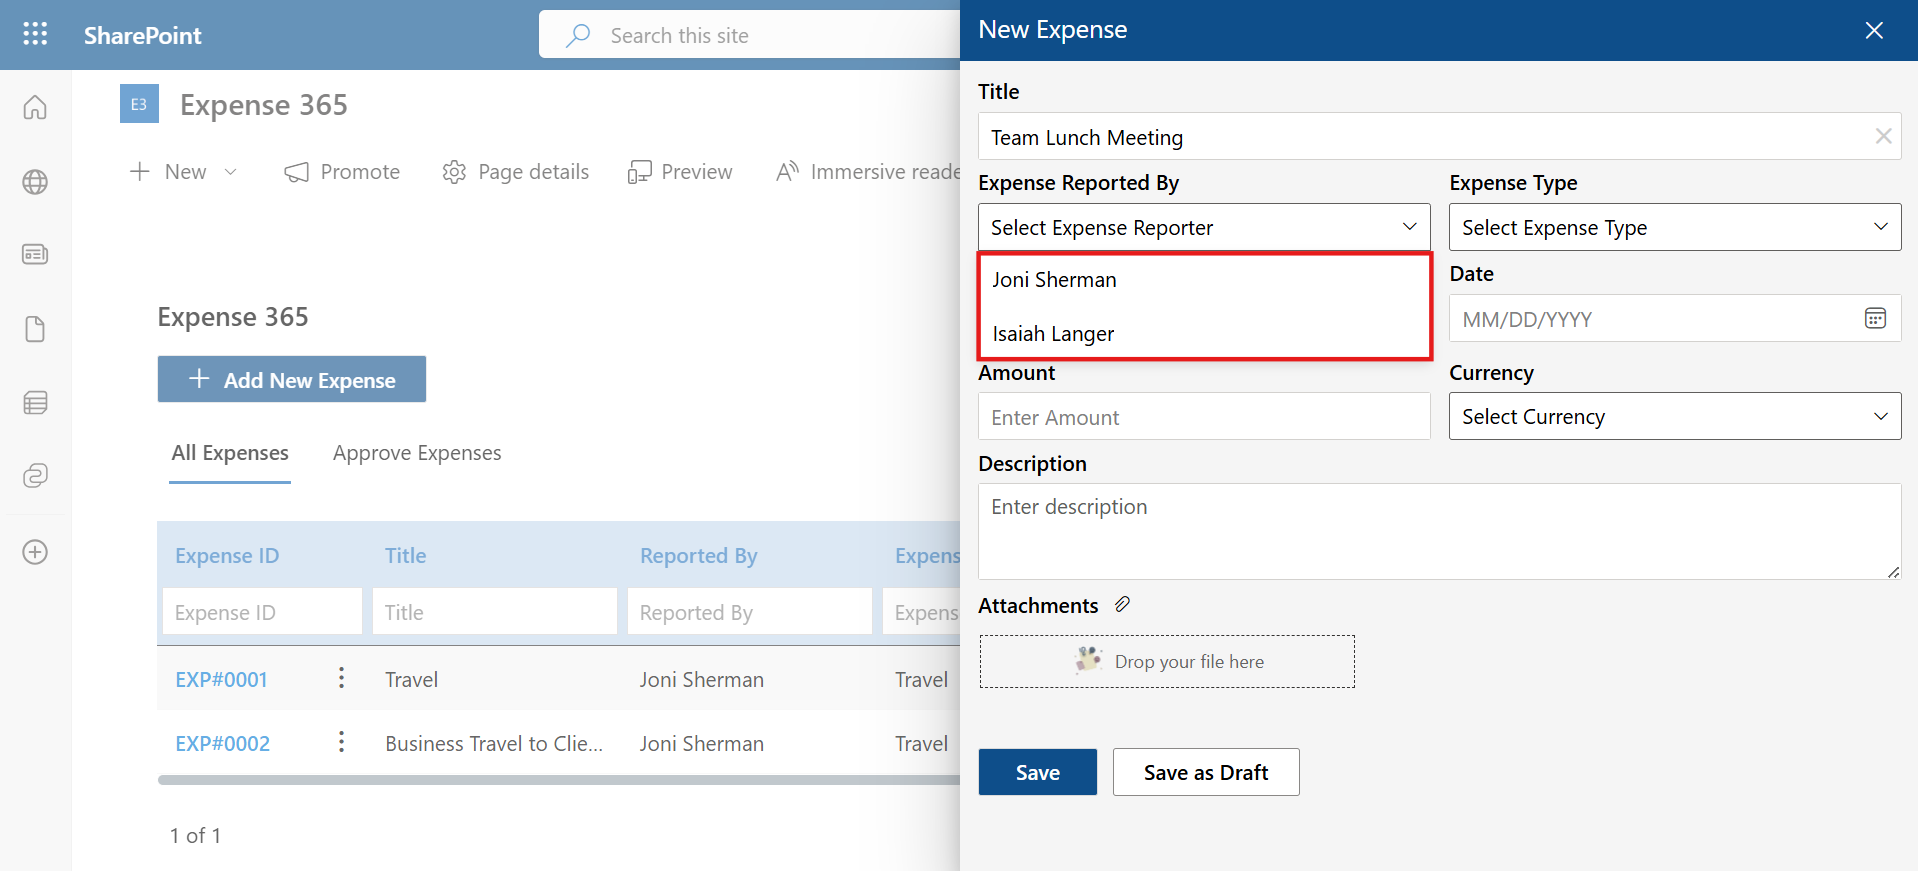 SharePoint
Search this site
E3
Expense 365
New
Promote
Page details
Preview
Immersive reade
Expense 365
Add New Expense
All Expenses
Approve Expenses
Expense ID
Title
Reported By
Expens
Expense ID
Title
Reported By
Expens
EXP#0001
Travel
Joni Sherman
Travel
EXP#0002
Business Travel to Clie...
Joni Sherman
Travel
1 of 1
New Expense
Title
Team Lunch Meeting
Expense Reported By
Expense Type
Select Expense Reporter
Select Expense Type
Joni Sherman
Isaiah Langer
Date
MM/DD/YYYY
Amount
Currency
Enter Amount
Select Currency
Description
Enter description
Attachments
Drop your file here
Save
Save as Draft